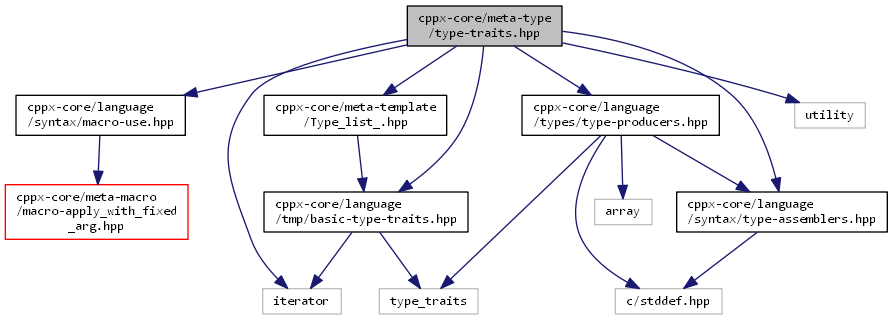 cppx-core/meta-type
/type-traits.hpp
cppx-core/language
/syntax/macro-use.hpp
cppx-core/meta-template
/Type_list_.hpp
cppx-core/language
/types/type-producers.hpp
utility
cppx-core/meta-macro
/macro-apply_with_fixed
_arg.hpp
cppx-core/language
/tmp/basic-type-traits.hpp
array
cppx-core/language
/syntax/type-assemblers.hpp
iterator
type_traits
c/stddef.hpp